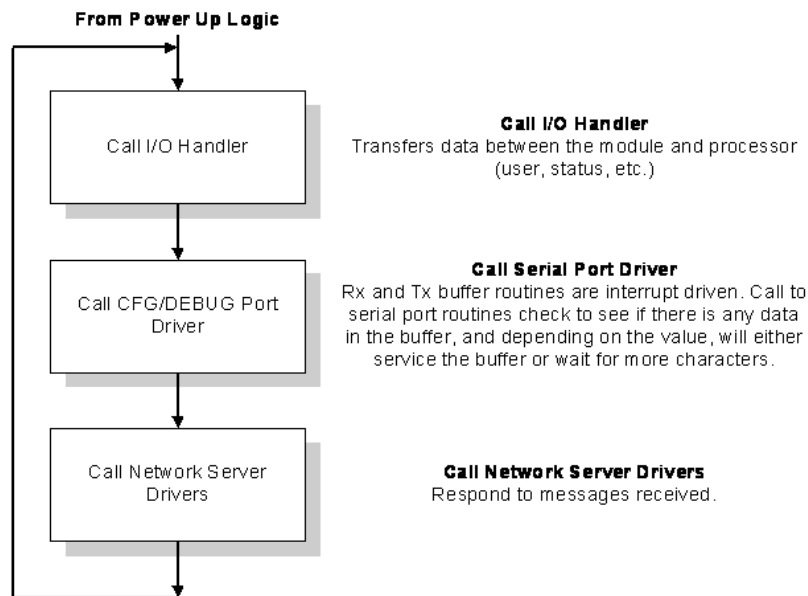 From Power Up Logic
Call I/O Handler
Call I/O Handler
Transfers data between the module and processor
(user, status, etc.)
Call CFG/DEBUG Port
Driver
Call Serial Port Driver
Rx and Tx buffer routines are interrupt driven. Call to
serial port routines check to see if there is any data
in the buffer, and depending on the value, will either
service the buffer or wait for more characters.
Call Network Server
Drivers
Call Network Server Drivers
Respond to messages received.